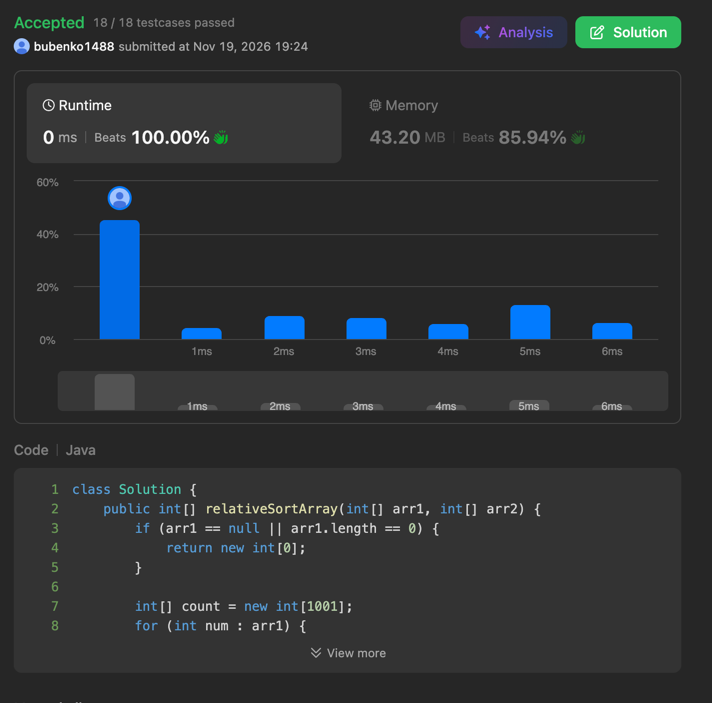 Accepted 18 / 18 testcases passed
bubenko1488 submitted at Nov 19, 2026 19:24
Analysis
Solution
Runtime
0 ms | Beats 100.00%
Memory
43.20 MB | Beats 85.94%
60%
40%
20%
0%
1ms 2ms 3ms 4ms 5ms 6ms
1ms 2ms 3ms 4ms 5ms 6ms
Code | Java
1 class Solution {
2     public int[] relativeSortArray(int[] arr1, int[] arr2) {
3         if (arr1 == null || arr1.length == 0) {
4             return new int[0];
5         }
6
7         int[] count = new int[1001];
8         for (int num : arr1) {
View more